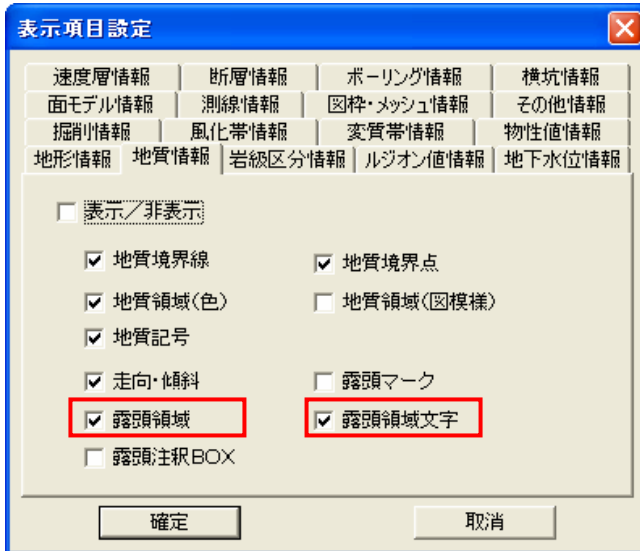 表示項目設定
速度層情報 断層情報 ボーリング情報 横坑情報
面モデル情報 測線情報 図枠・メッシュ情報 その他情報
掘削情報 風化帯情報 変質帯情報 物性値情報
地形情報 地質情報 岩級区分情報 ルジオン値情報 地下水位情報
表示／非表示
地質境界線 地質境界点
地質領域(色) 地質領域(図模様)
地質記号
走向・傾斜 露頭マーク
露頭領域 露頭領域文字
露頭注釈BOX
確定 取消